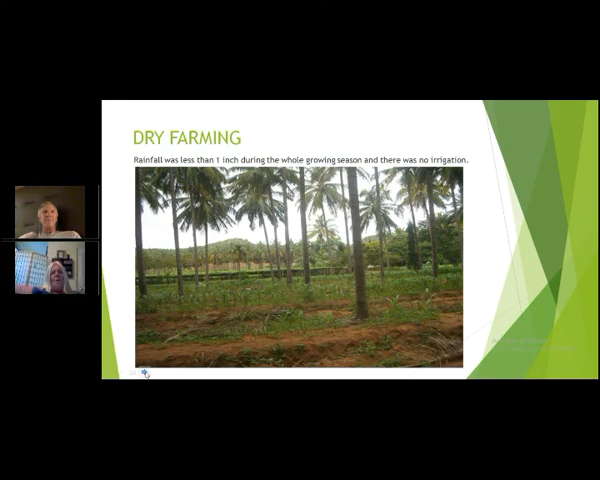 DRY FARMING
Rainfall was less than 1 inch during the whole growing season and there was no irrigation.